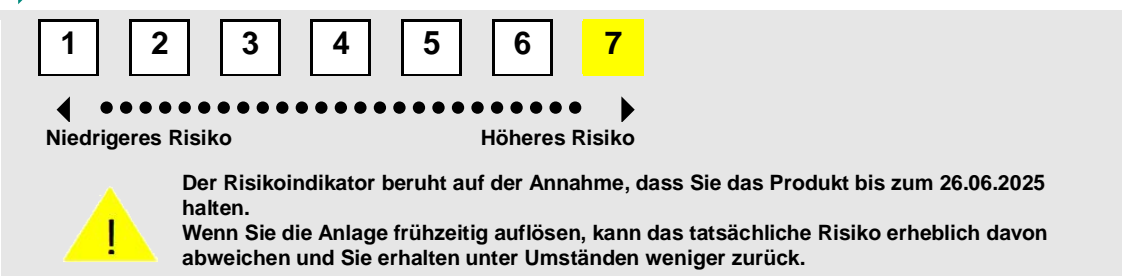 1 2 3 4 5 6 7
Niedrigeres Risiko Höheres Risiko
Der Risikoindikator beruht auf der Annahme, dass Sie das Produkt bis zum 26.06.2025
halten.
Wenn Sie die Anlage frühzeitig auflösen, kann das tatsächliche Risiko erheblich davon
abweichen und Sie erhalten unter Umständen weniger zurück.
!